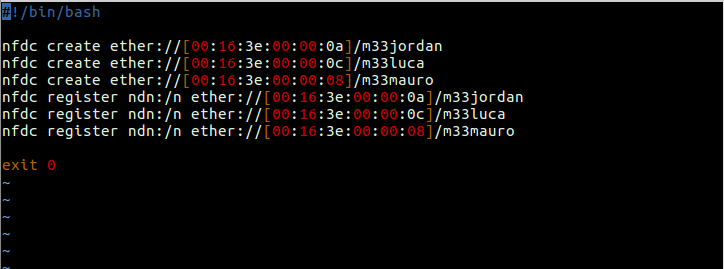 #!/bin/bash
nfdc create ether://[00:16:3e:00:00:0a]/m33jordan
nfdc create ether://[00:16:3e:00:00:0c]/m33luca
nfdc create ether://[00:16:3e:00:00:08]/m33mauro
nfdc register ndn:/n ether://[00:16:3e:00:00:0a]/m33jordan
nfdc register ndn:/n ether://[00:16:3e:00:00:0c]/m33luca
nfdc register ndn:/n ether://[00:16:3e:00:00:08]/m33mauro
exit 0
~
~
~
~
~
~